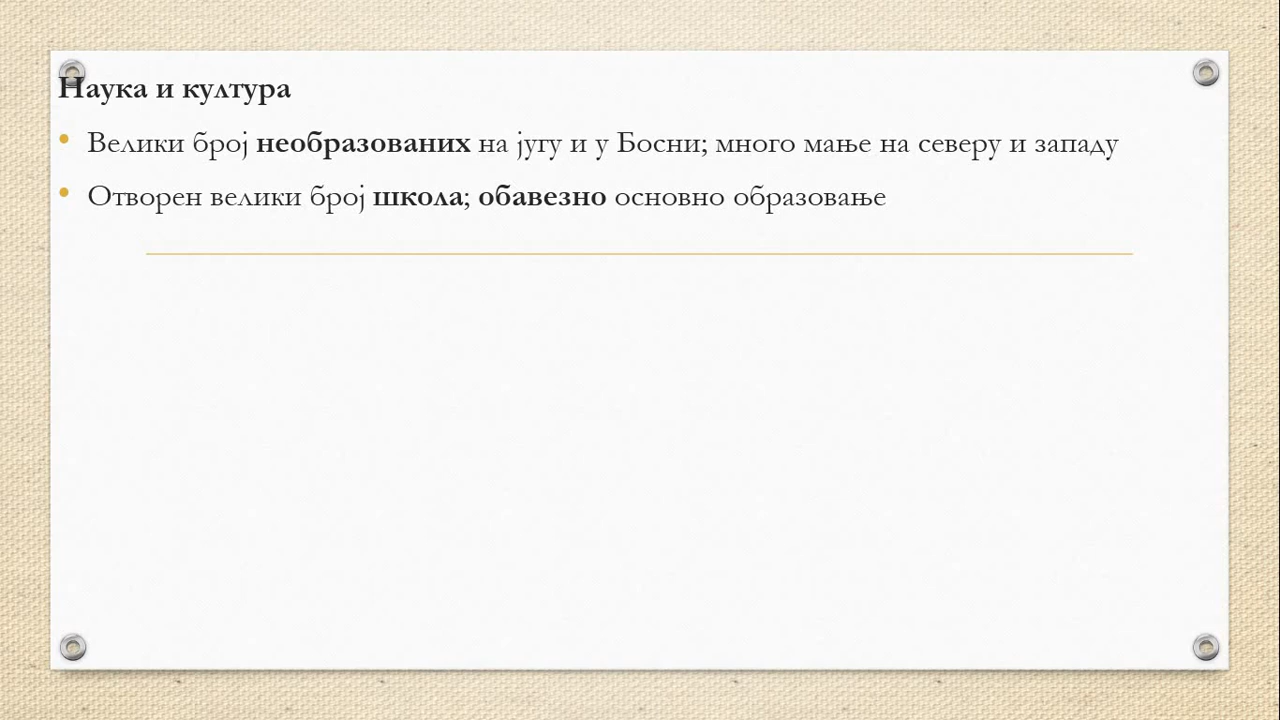 Наука и култура
• Велики број необразованих на југу и у Босни; много мање на северу и западу
• Отворен велики број школа; обавезно основно образовање